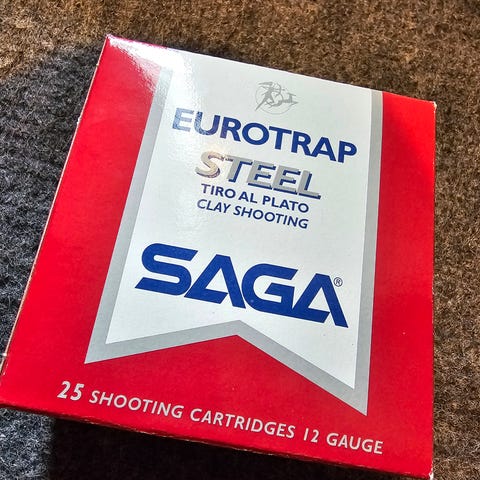 EUROTRAP
STEEL
TIRO AL PLATO
CLAY SHOOTING
SAGA®
25 SHOOTING CARTRIDGES 12 GAUGE